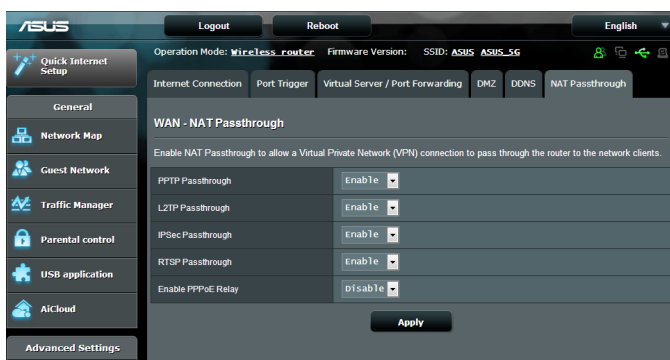 ASUS
Logout
Reboot
English
Quick Internet
Setup
Operation Mode: Wireless router Firmware Version: SSID: ASUS ASUS_5G
Internet Connection
Port Trigger
Virtual Server / Port Forwarding
DMZ
DDNS
NAT Passthrough
General
Network Map
Guest Network
Traffic Manager
Parental control
USB application
AiCloud
Advanced Settings
WAN - NAT Passthrough
Enable NAT Passthrough to allow a Virtual Private Network (VPN) connection to pass through the router to the network clients.
PPTP Passthrough Enable
L2TP Passthrough Enable
IPSec Passthrough Enable
RTSP Passthrough Enable
Enable PPPoE Relay Disable
Apply